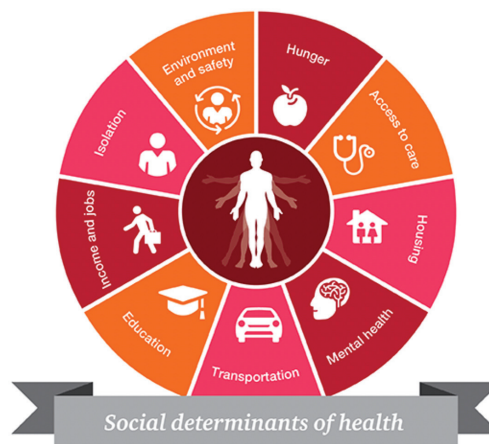 Environment
and safety
Hunger
Access to care
Housing
Mental health
Transportation
Education
Income and jobs
Isolation
Social determinants of health